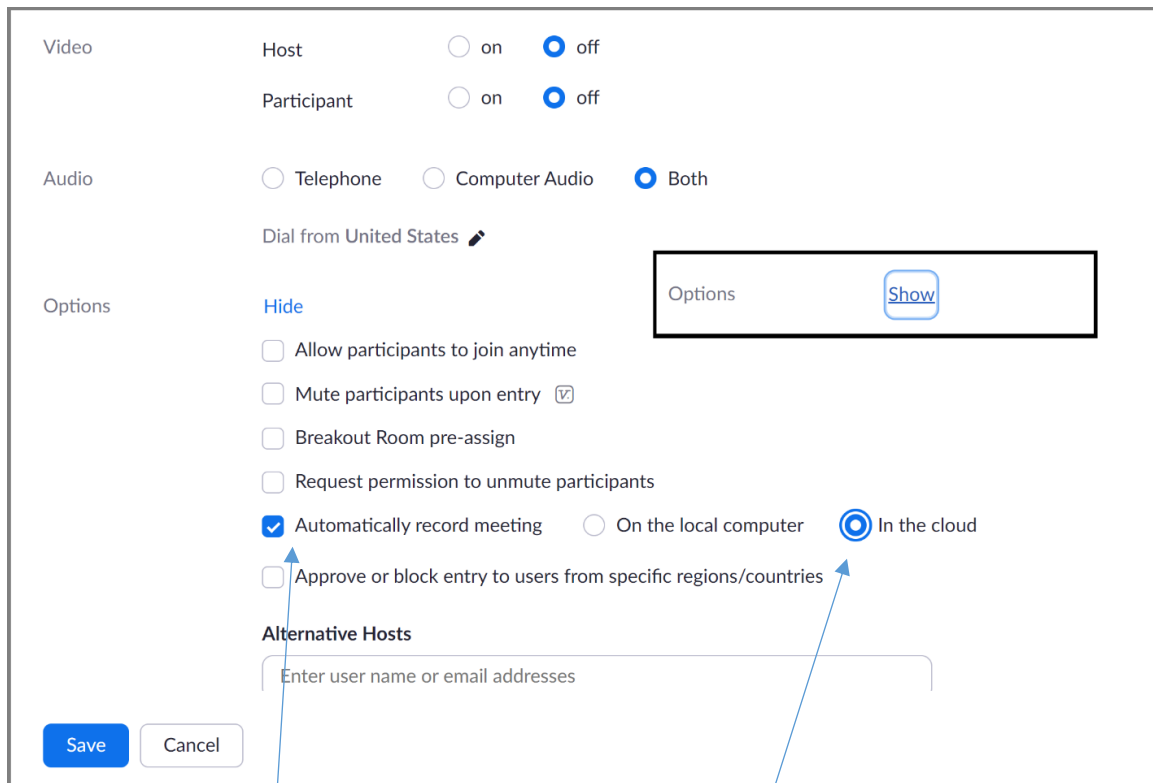 Video Host on off
Participant on off
Audio Telephone Computer Audio Both
Dial from United States
Options Show
Options Hide
Allow participants to join anytime
Mute participants upon entry V.
Breakout Room pre-assign
Request permission to unmute participants
Automatically record meeting On the local computer In the cloud
Approve or block entry to users from specific regions/countries
Alternative Hosts
Enter user name or email addresses
Save Cancel